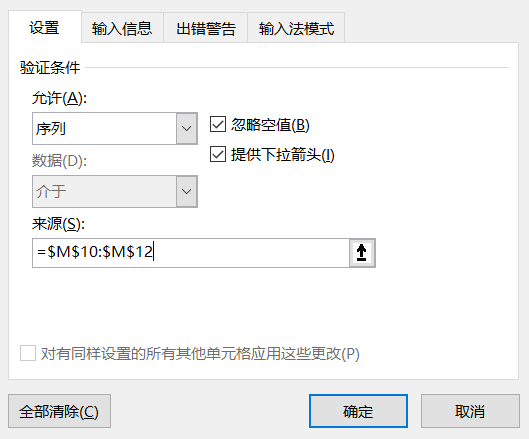 设置 输入信息 出错警告 输入法模式
验证条件
允许(A):
序列 忽略空值(B)
提供下拉箭头(I)
数据(D):
介于
来源(S):
=$M$10:$M$12
对有同样设置的所有其他单元格应用这些更改(P)
全部清除(C) 确定 取消